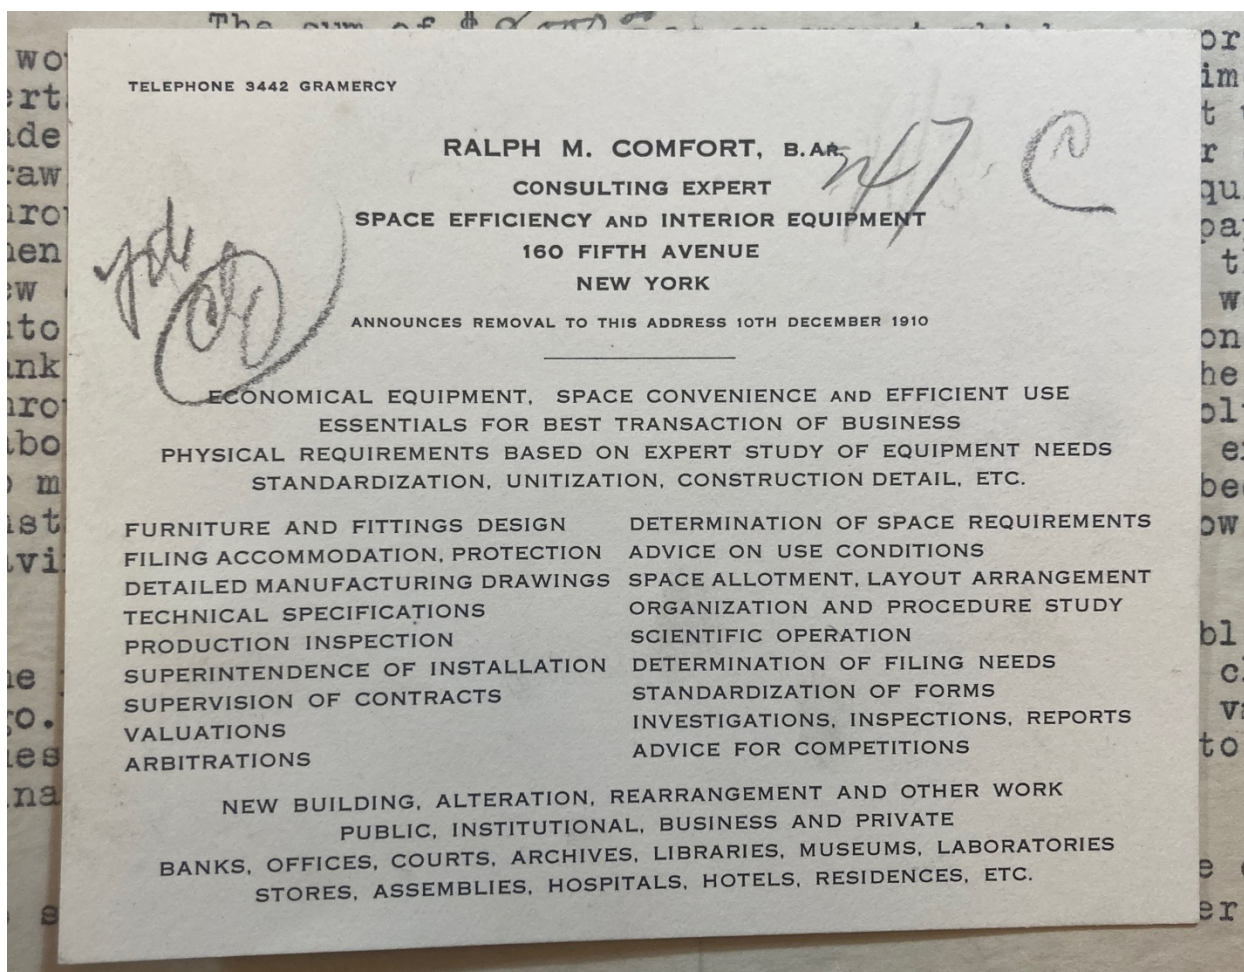 The sum of $
TELEPHONE 3442 GRAMERCY
RALPH M. COMFORT, B.AR.
CONSULTING EXPERT
SPACE EFFICIENCY AND INTERIOR EQUIPMENT
160 FIFTH AVENUE
NEW YORK
ANNOUNCES REMOVAL TO THIS ADDRESS 10TH DECEMBER 1910
47 C
ECONOMICAL EQUIPMENT, SPACE CONVENIENCE AND EFFICIENT USE
ESSENTIALS FOR BEST TRANSACTION OF BUSINESS
PHYSICAL REQUIREMENTS BASED ON EXPERT STUDY OF EQUIPMENT NEEDS
STANDARDIZATION, UNITIZATION, CONSTRUCTION DETAIL, ETC.
FURNITURE AND FITTINGS DESIGN
FILING ACCOMMODATION, PROTECTION
DETAILED MANUFACTURING DRAWINGS
TECHNICAL SPECIFICATIONS
PRODUCTION INSPECTION
SUPERINTENDENCE OF INSTALLATION
SUPERVISION OF CONTRACTS
VALUATIONS
ARBITRATIONS
DETERMINATION OF SPACE REQUIREMENTS
ADVICE ON USE CONDITIONS
SPACE ALLOTMENT, LAYOUT ARRANGEMENT
ORGANIZATION AND PROCEDURE STUDY
SCIENTIFIC OPERATION
DETERMINATION OF FILING NEEDS
STANDARDIZATION OF FORMS
INVESTIGATIONS, INSPECTIONS, REPORTS
ADVICE FOR COMPETITIONS
NEW BUILDING, ALTERATION, REARRANGEMENT AND OTHER WORK
PUBLIC, INSTITUTIONAL, BUSINESS AND PRIVATE
BANKS, OFFICES, COURTS, ARCHIVES, LIBRARIES, MUSEUMS, LABORATORIES
STORES, ASSEMBLIES, HOSPITALS, HOTELS, RESIDENCES, ETC.